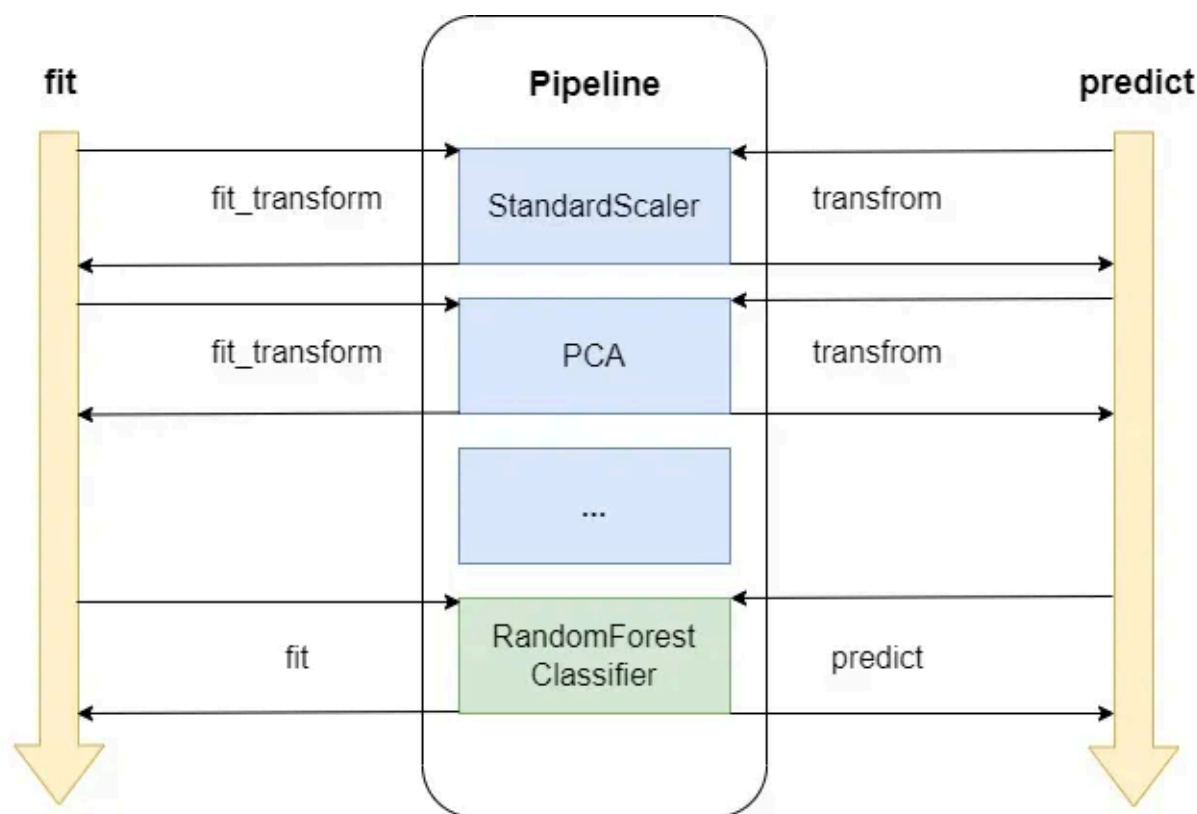 fit
Pipeline
predict
fit_transform
StandardScaler
transfrom
fit_transform
PCA
transfrom
...
fit
RandomForest
Classifier
predict